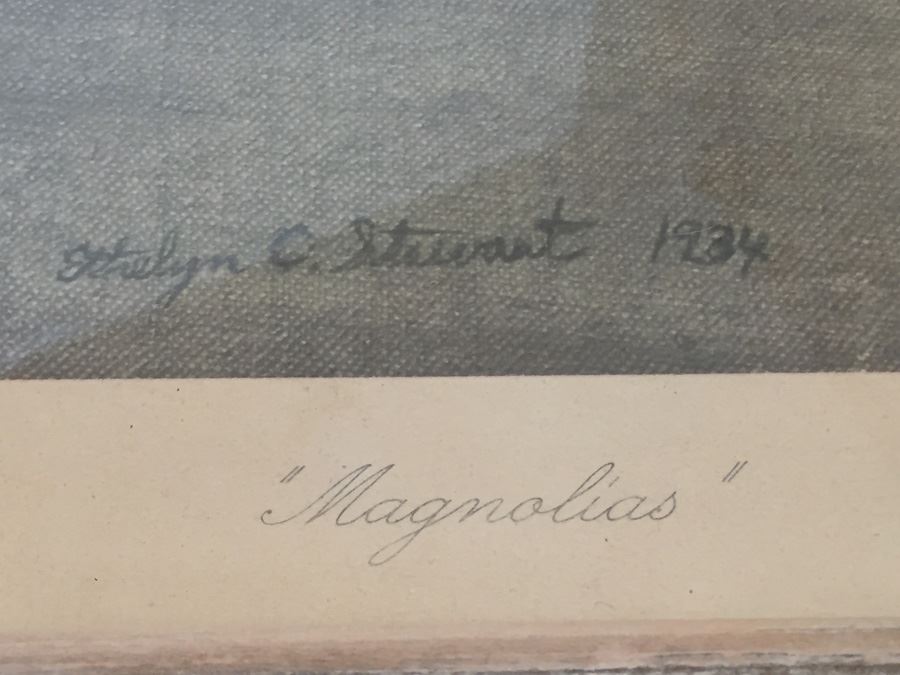 Ethelyn C. Stewart 1934
"Magnolias"